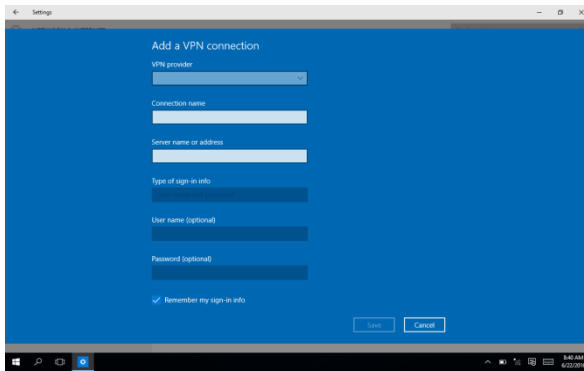 Settings
Add a VPN connection
VPN provider
Connection name
Server name or address
Type of sign-in info
User name (optional)
Password (optional)
Remember my sign-in info
Save
Cancel
8:40 AM